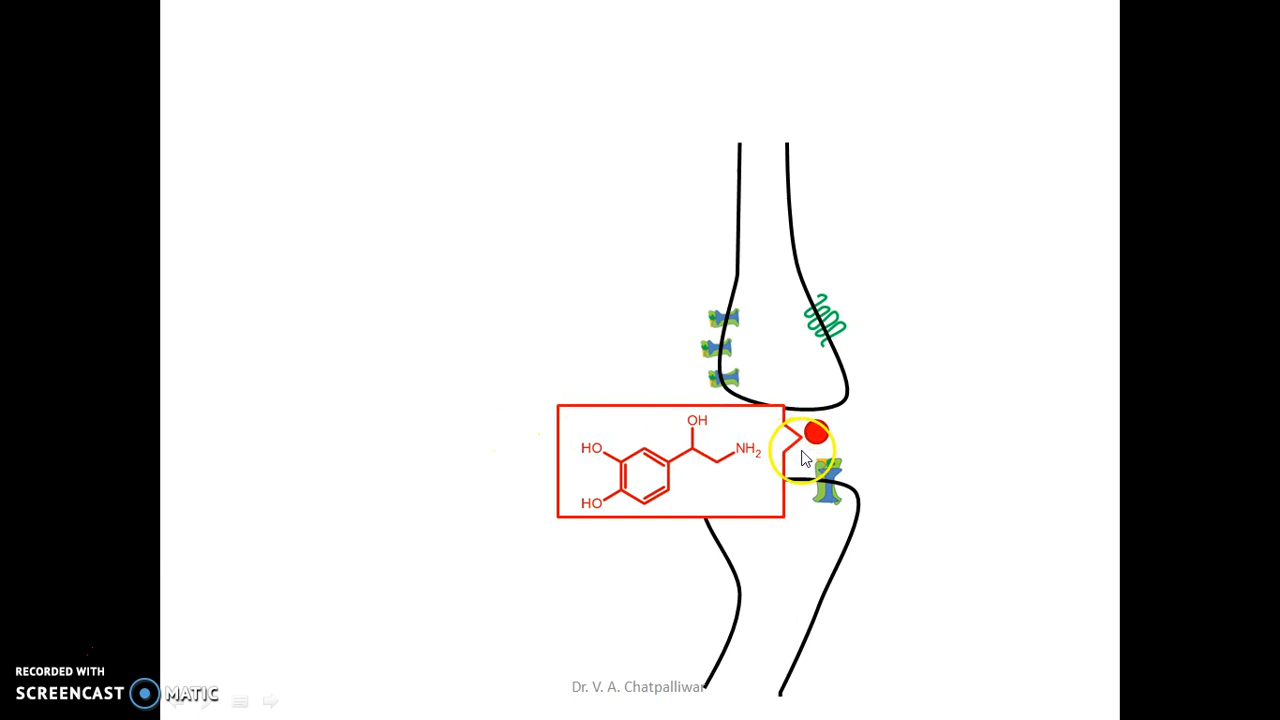 OH
HO
NH2
HO
Dr. V. A. Chatpalliwar
RECORDED WITH
SCREENCAST MATIC